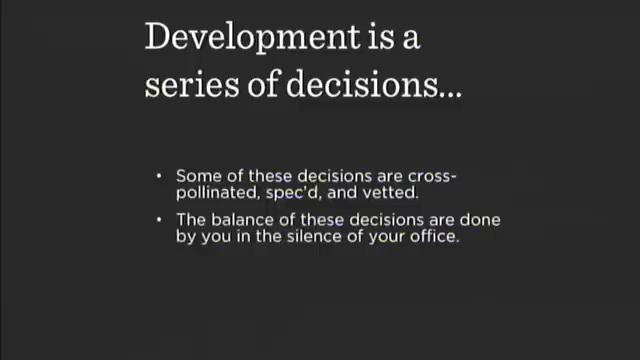 Development is a
series of decisions...
• Some of these decisions are cross-
pollinated, spec'd, and vetted.
• The balance of these decisions are done
by you in the silence of your office.